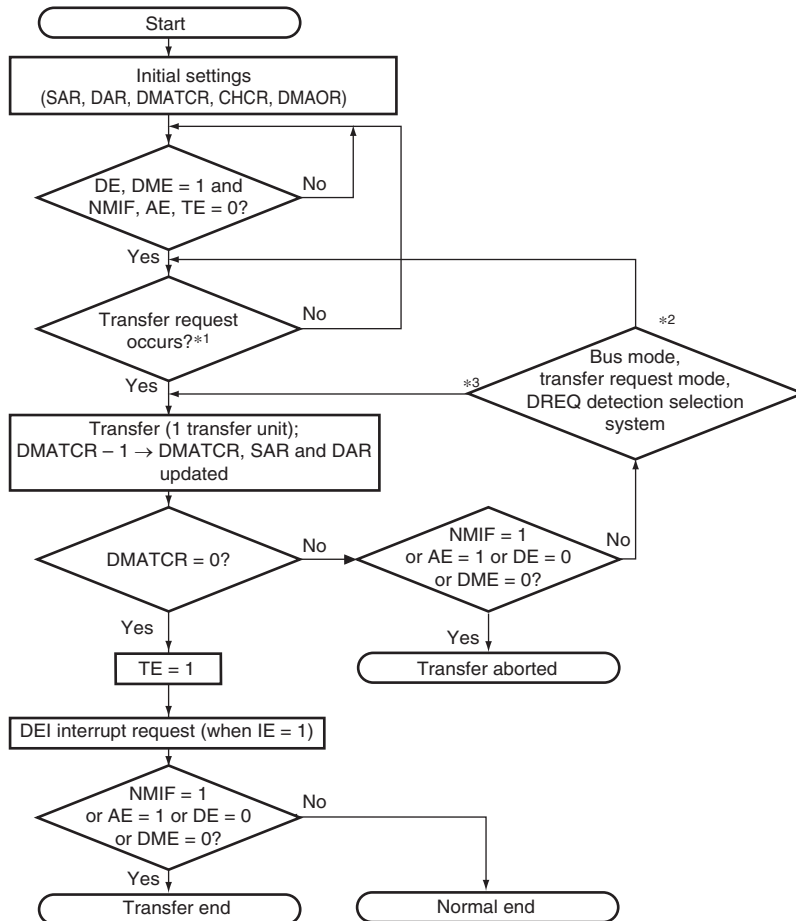 Start
Initial settings
(SAR, DAR, DMATCR, CHCR, DMAOR)
DE, DME = 1 and
NMIF, AE, TE = 0?
No
Yes
Transfer request
occurs?*1
No
Yes
*2
Bus mode,
transfer request mode,
DREQ detection selection
system
*3
Transfer (1 transfer unit);
DMATCR – 1 → DMATCR, SAR and DAR
updated
DMATCR = 0?
No
NMIF = 1
or AE = 1 or DE = 0
or DME = 0?
No
Yes
Yes
TE = 1
Transfer aborted
DEI interrupt request (when IE = 1)
NMIF = 1
or AE = 1 or DE = 0
or DME = 0?
No
Yes
Transfer end
Normal end